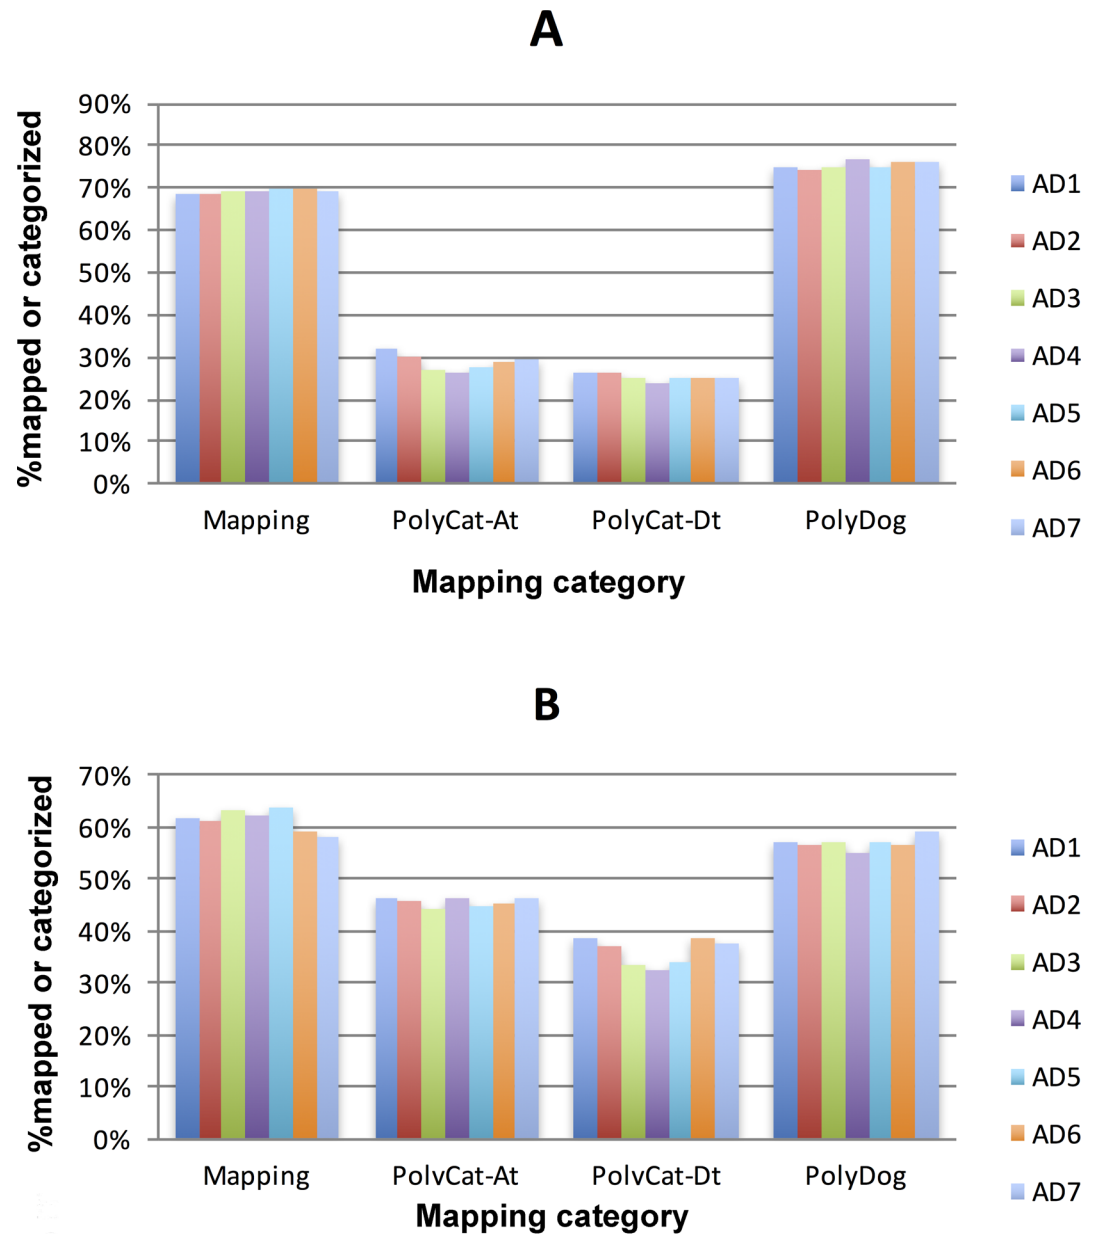 A
%mapped or categorized
90%
80%
70%
60%
50%
40%
30%
20%
10%
0%
Mapping PolyCat-At PolyCat-Dt PolyDog
Mapping category
AD1
AD2
AD3
AD4
AD5
AD6
AD7
B
%mapped or categorized
70%
60%
50%
40%
30%
20%
10%
0%
Mapping PolvCat-At PolvCat-Dt PolyDog
Mapping category
AD1
AD2
AD3
AD4
AD5
AD6
AD7